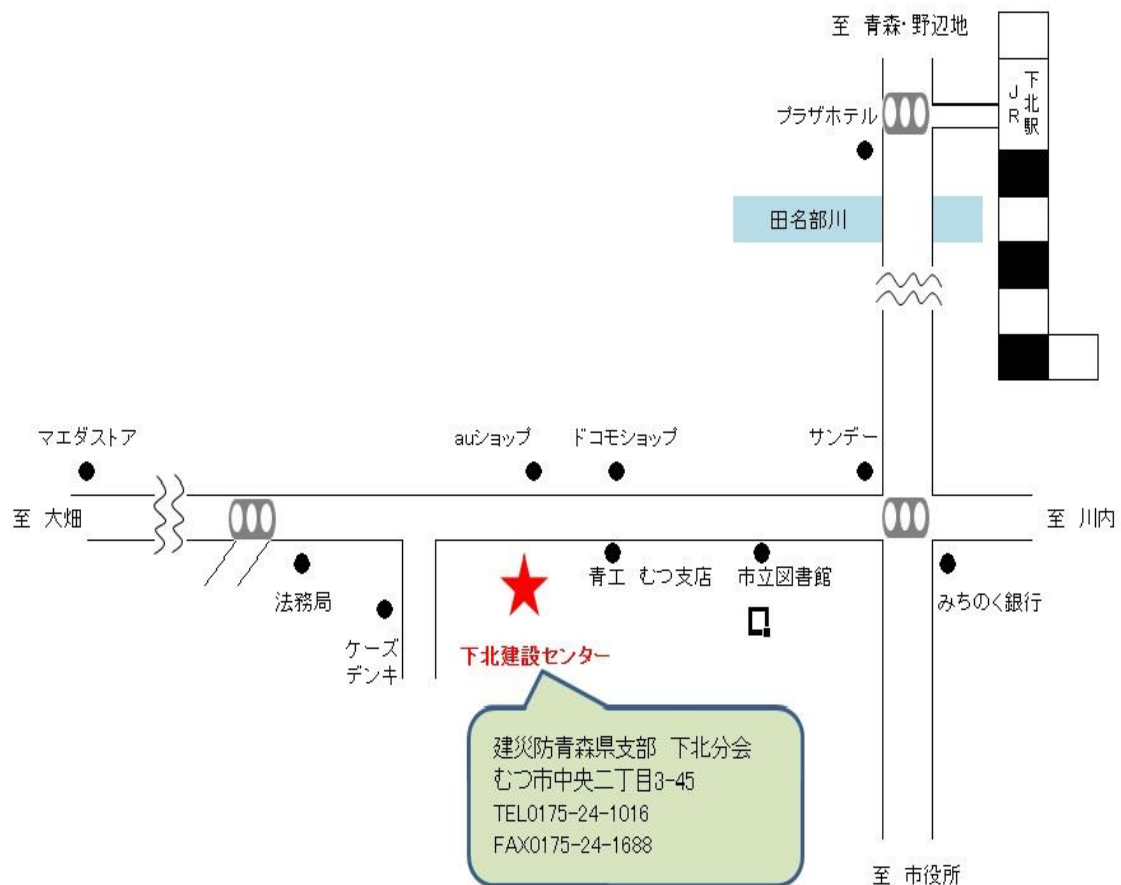 至 青森・野辺地
JR
下北駅
プラザホテル
田名部川
マエダストア
auショップ
ドコモショップ
サンデー
至 大畑
至 川内
法務局
青工 むつ支店
市立図書館
みちのく銀行
ケーズ
デンキ
下北建設センター
建災防青森県支部 下北分会
むつ市中央二丁目3-45
TEL0175-24-1016
FAX0175-24-1688
至 市役所